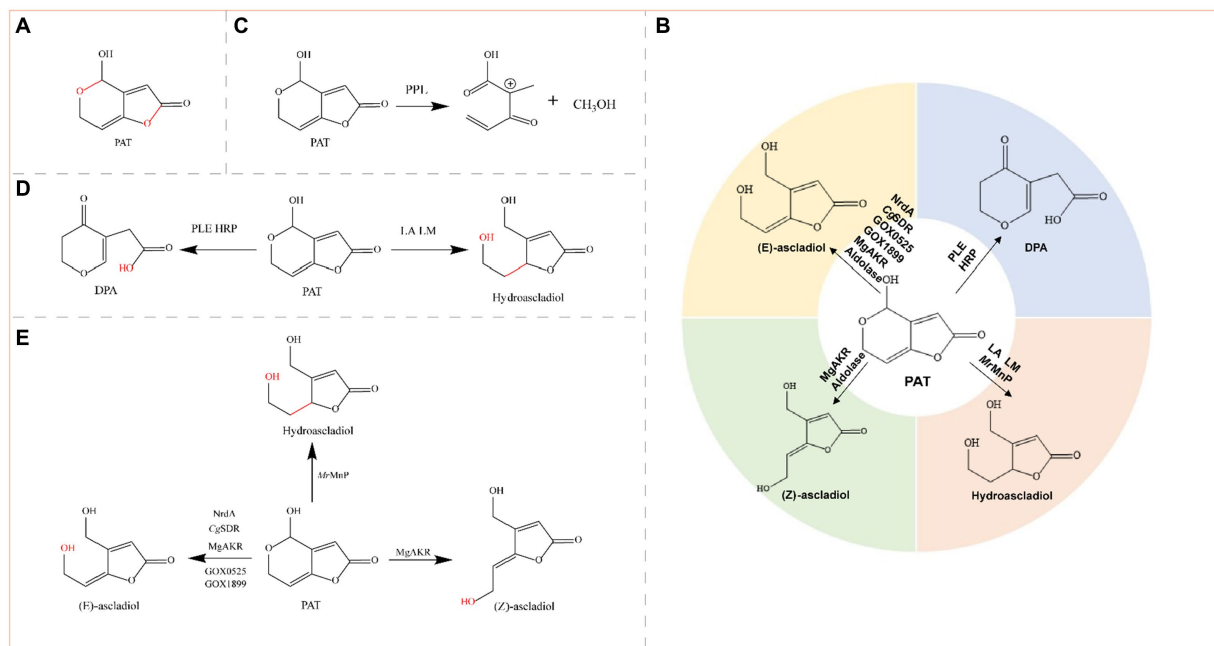 A
OH
O
O
O
PAT
C
OH
O
O
O
PAT
PPL
OH
O
+
O
+
CH₃OH
D
O
O
O
HO
DPA
PLE HRP
OH
O
O
O
PAT
LA LM
OH
OH
O
O
Hydroascladiol
E
OH
OH
O
O
Hydroascladiol
MrMnP
OH
OH
O
O
(E)-ascladiol
NrdA
CgSDR
MgAKR
GOX0525
GOX1899
OH
O
O
O
PAT
MgAKR
OH
O
O
HO
(Z)-ascladiol
B
OH
OH
O
O
(E)-ascladiol
NrdA
CgSDR
GOX0525
GOX1899
MgAKR
Aldolase
O
O
O
HO
DPA
PLE
HRP
OH
O
O
O
PAT
MgAKR
Aldolase
OH
O
O
HO
(Z)-ascladiol
LA LM
MrMnP
OH
OH
O
O
Hydroascladiol